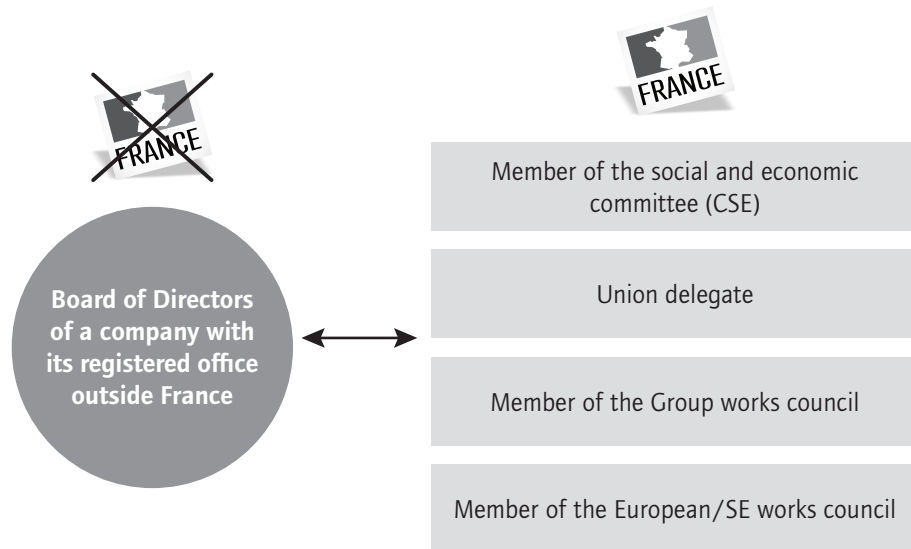 FRANCE
Board of Directors
of a company with
its registered office
outside France
FRANCE
Member of the social and economic
committee (CSE)
Union delegate
Member of the Group works council
Member of the European/SE works council